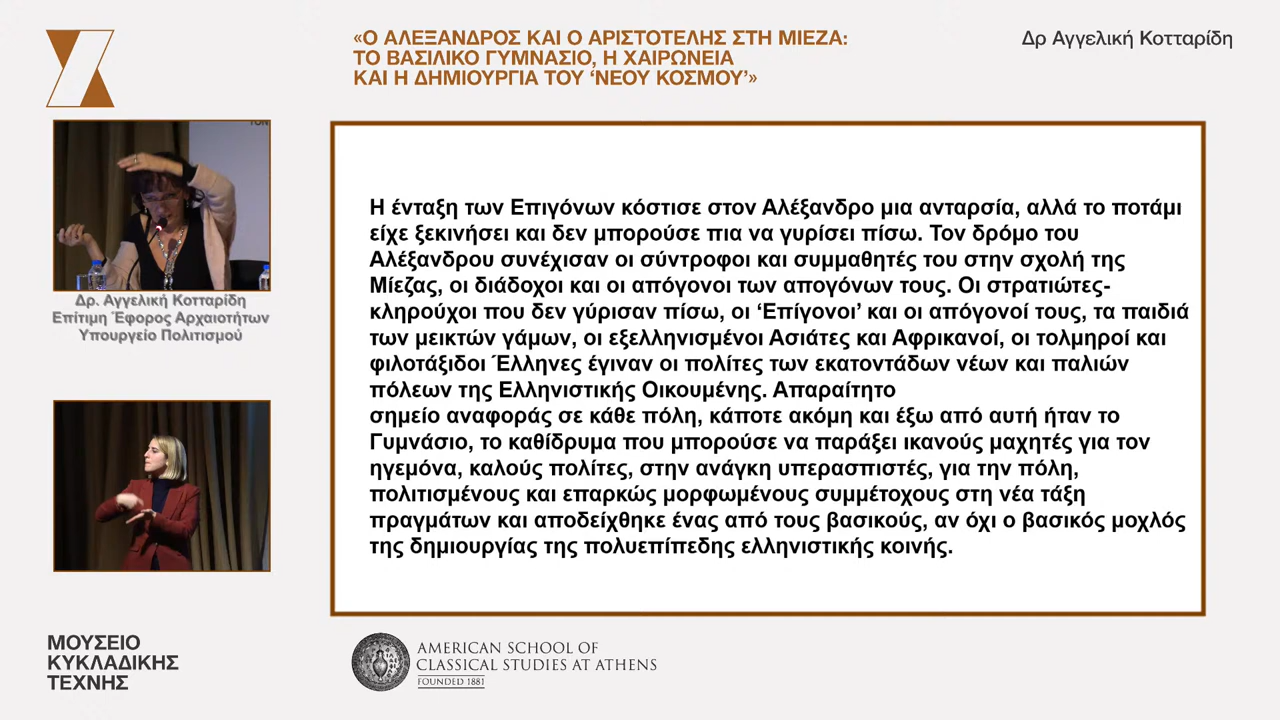 «Ο ΑΛΕΞΑΝΔΡΟΣ ΚΑΙ Ο ΑΡΙΣΤΟΤΕΛΗΣ ΣΤΗ ΜΙΕΖΑ:
ΤΟ ΒΑΣΙΛΙΚΟ ΓΥΜΝΑΣΙΟ, Η ΧΑΙΡΩΝΕΙΑ
ΚΑΙ Η ΔΗΜΙΟΥΡΓΙΑ ΤΟΥ ‘ΝΕΟΥ ΚΟΣΜΟΥ’»
Δρ Αγγελική Κotταρίδη
Δρ. Αγγελική Κοτταρίδη
Επίτιμη Έφορος Αρχαιοτήτων
Υπουργείο Πολιτισμού
Η ένταξη των Επιγόνων κόστισε στον Αλέξανδρο μια ανταρσία, αλλά το ποτάμι
είχε ξεκινήσει και δεν μπορούσε πια να γυρίσει πίσω. Τον δρόμο του
Αλέξανδρου συνέχισαν οι σύντροφοι και συμμαθητές του στην σχολή της
Μίεζας, οι διάδοχοι και οι απόγονοι των απογόνων τους. Οι στρατιώτες-
κληρούχοι που δεν γύρισαν πίσω, οι ‘Επίγονοι’ και οι απόγονοί τους, τα παιδιά
των μεικτών γάμων, οι εξελληνισμένοι Ασιάτες και Αφρικανοί, οι τολμηροί και
φιλοτάξιδοι Έλληνες έγιναν οι πολίτες των εκατοντάδων νέων και παλιών
πόλεων της Ελληνιστικής Οικουμένης. Απαραίτητο
σημείο αναφοράς σε κάθε πόλη, κάποτε ακόμη και έξω από αυτή ήταν το
Γυμνάσιο, το καθίδρυμα που μπορούσε να παράξει ικανούς μαχητές για τον
ηγεμόνα, καλούς πολίτες, στην ανάγκη υπερασπιστές, για την πόλη,
πολιτισμένους και επαρκώς μορφωμένους συμμέτοχους στη νέα τάξη
πραγμάτων και αποδείχθηκε ένας από τους βασικούς, αν όχι ο βασικός μοχλός
της δημιουργίας της πολυεπίπεδης ελληνιστικής κοινής.
ΜΟΥΣΕΙΟ
ΚΥΚΛΑΔΙΚΗΣ
ΤΕΧΝΗΣ
AMERICAN SCHOOL OF
CLASSICAL STUDIES AT ATHENS
FOUNDED 1881